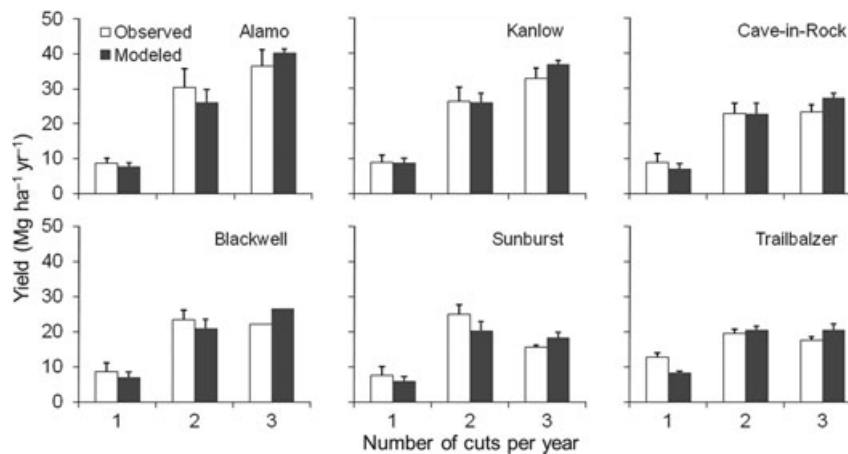 50
40
30
20
10
0
Observed
Modeled
Alamo
Kanlow
Cave-in-Rock
50
40
30
20
10
0
Blackwell
Sunburst
Trailbalzer
1 2 3
1 2 3
1 2 3
Yield (Mg ha⁻¹ yr⁻¹)
Number of cuts per year